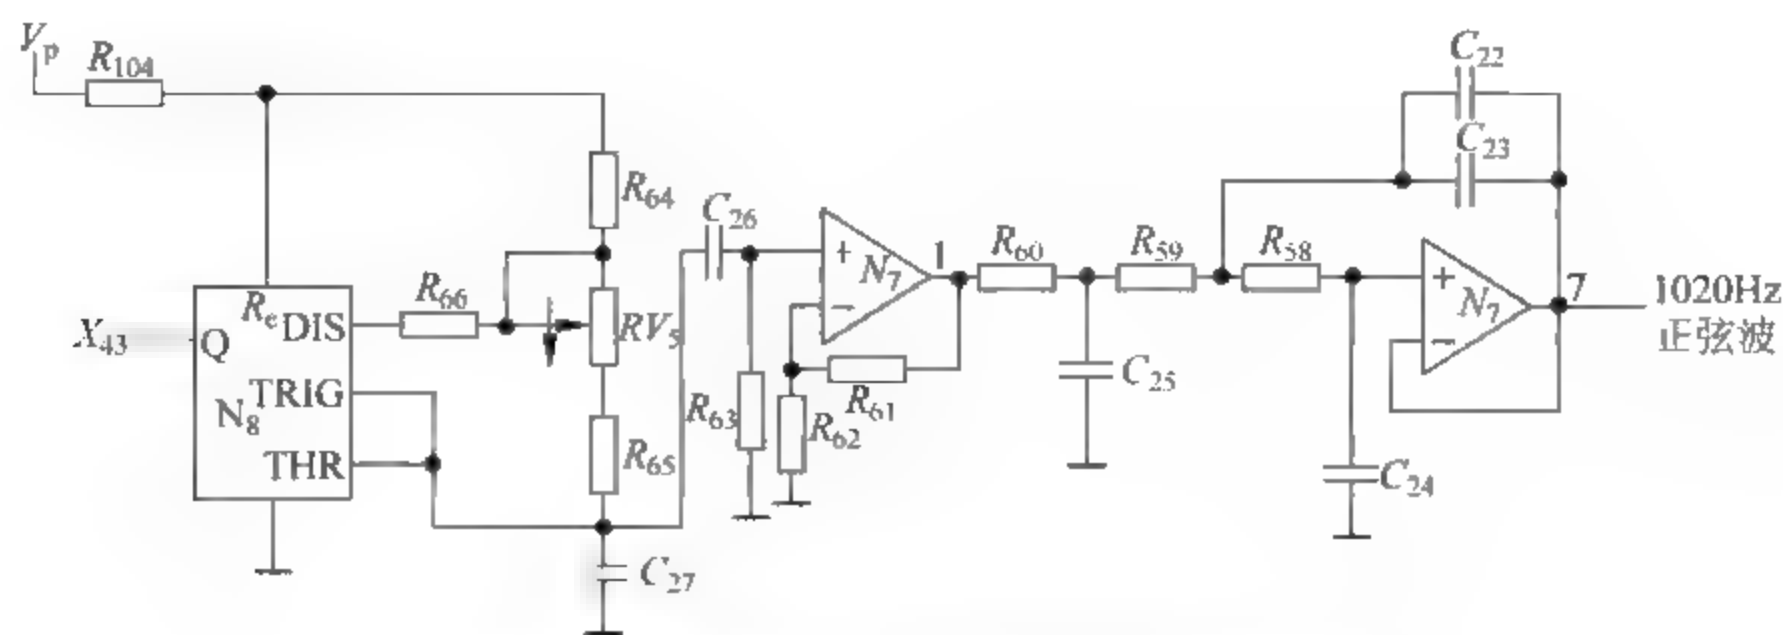 Vp
R104
C22
C23
R64
C26
1
R60
R59
R58
N7
N7
7
1020Hz
正弦波
Re
R66
DIS
RV5
X43
Q
TRIG
N8
THR
R65
R63
R61
R62
C25
C24
C27
+
−
+
−